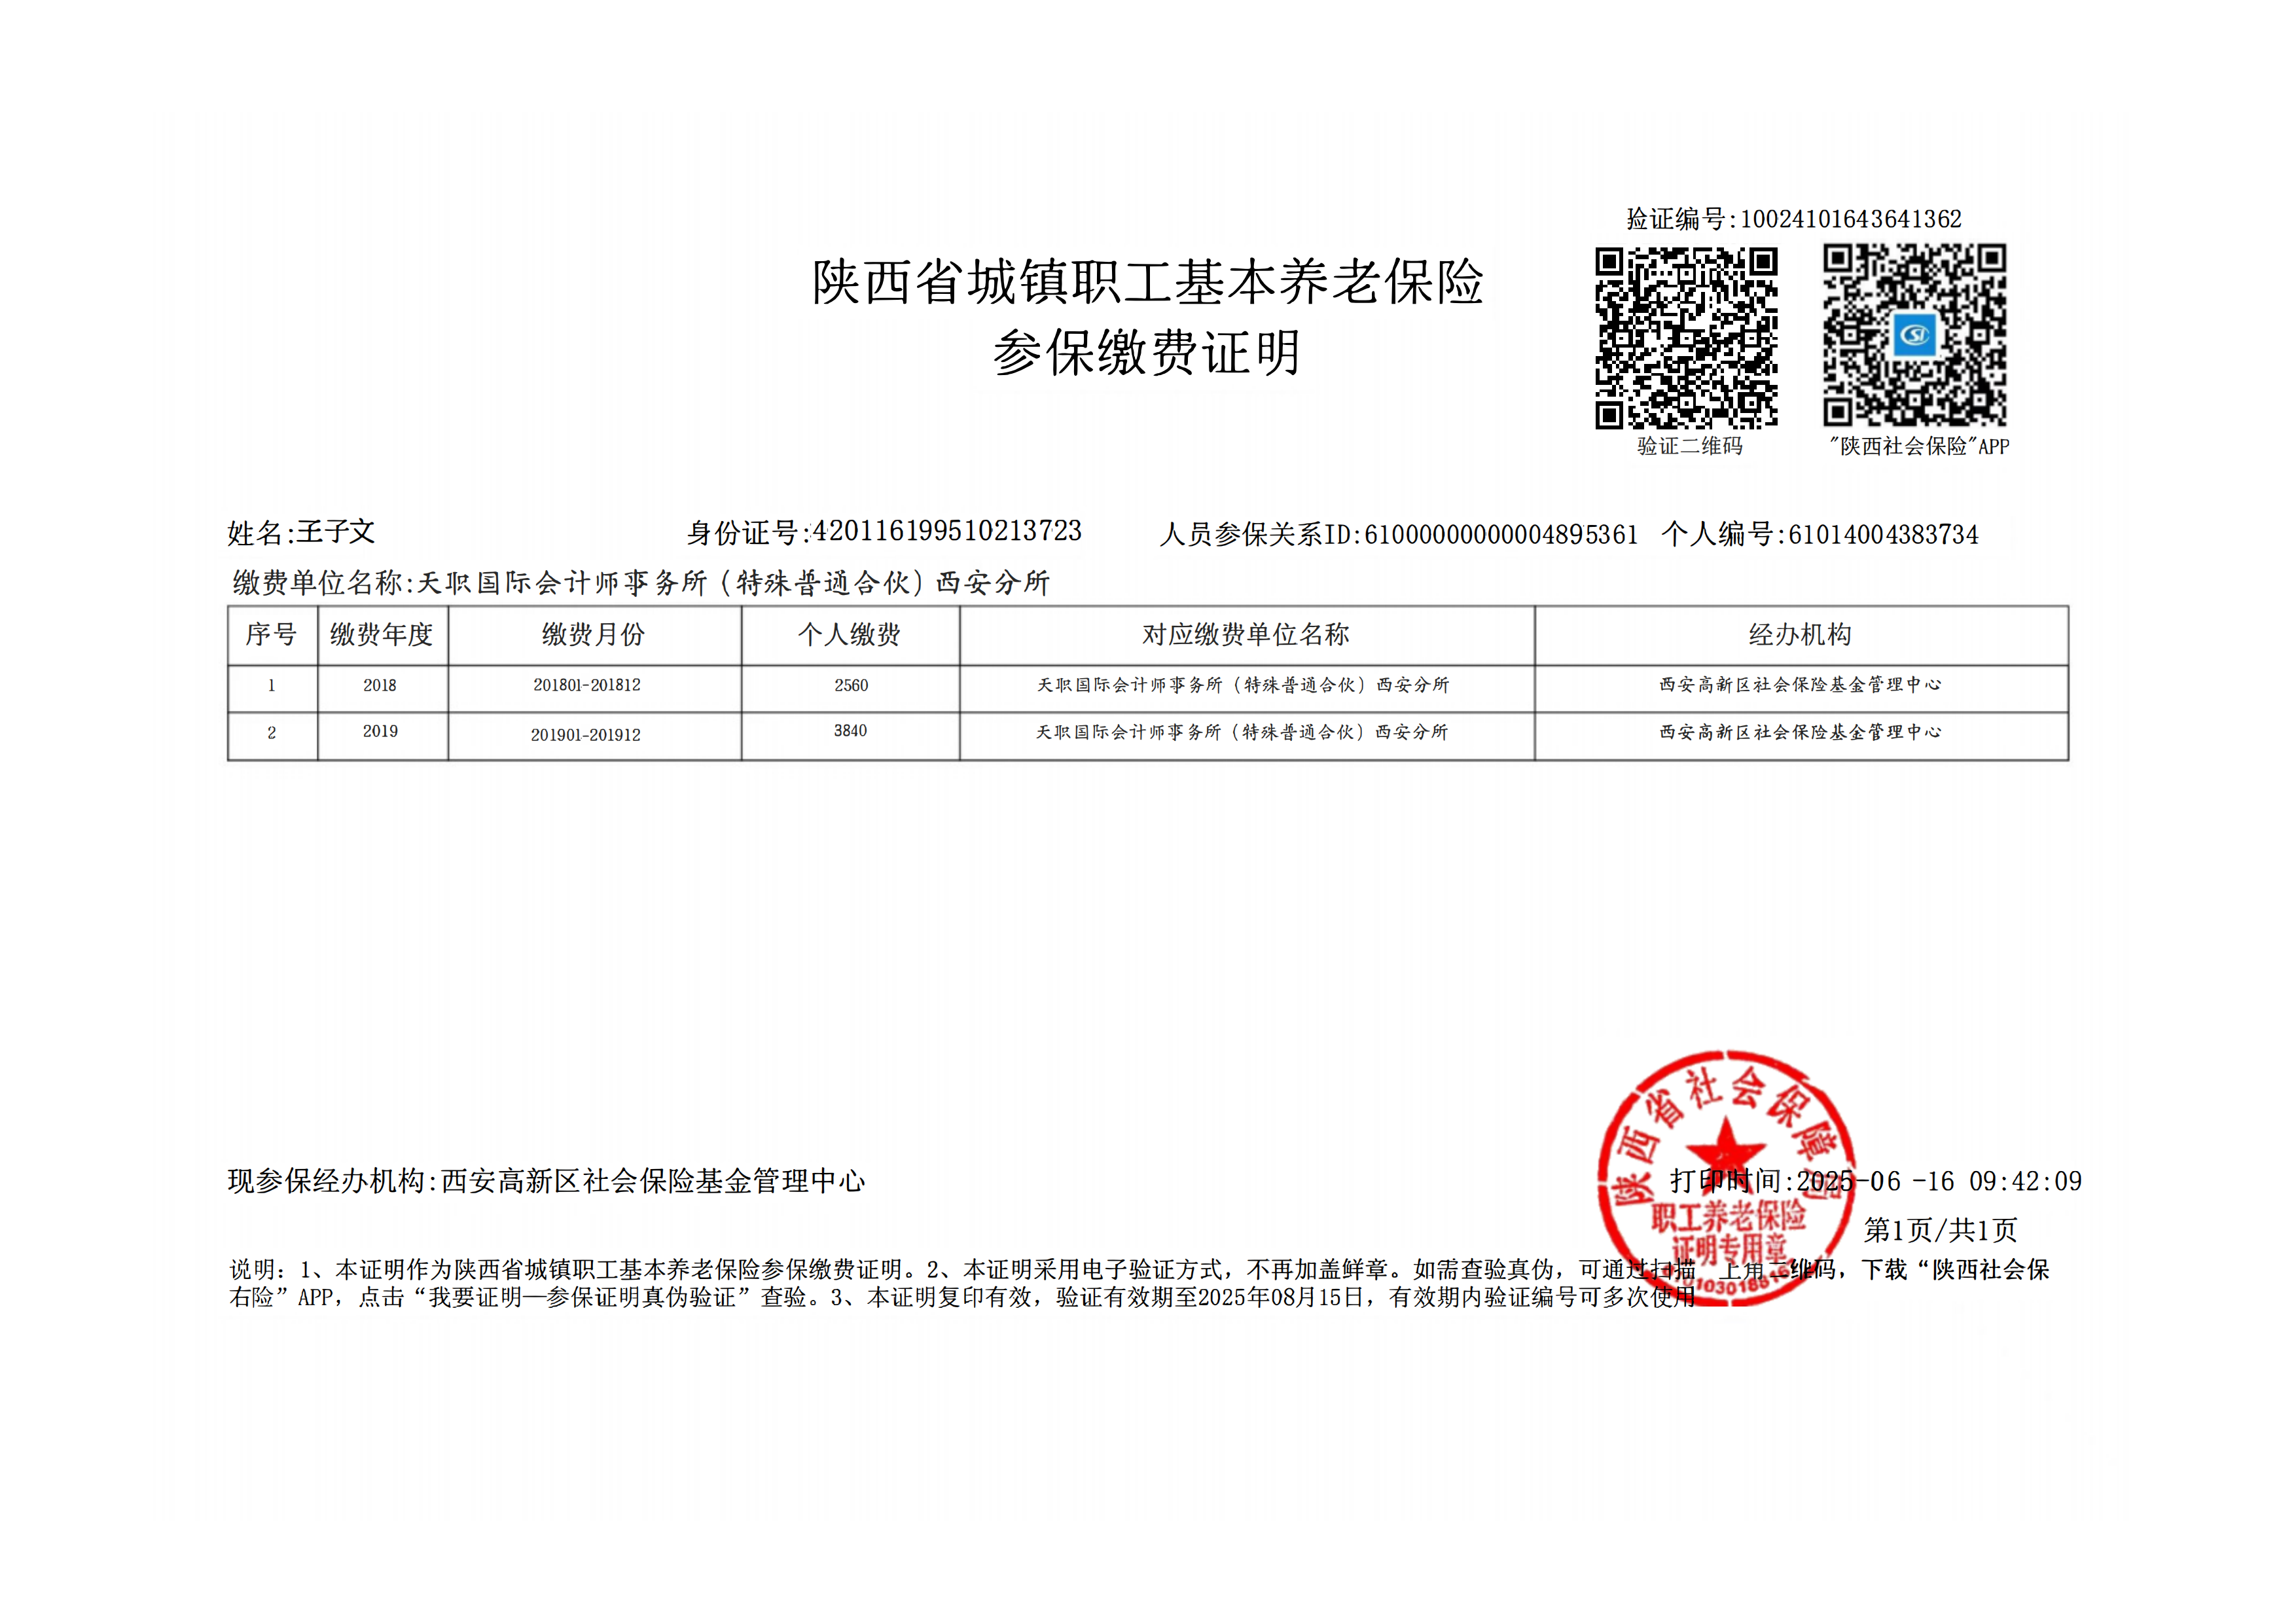 验证编号:10024101643641362
陕西省城镇职工基本养老保险
参保缴费证明
验证二维码
"陕西社会保险"APP
姓名:王子文 身份证号:420116199510213723 人员参保关系ID:61000000000004895361 个人编号:61014004383734
缴费单位名称:天职国际会计师事务所（特殊普通合伙）西安分所
序号 缴费年度 缴费月份 个人缴费 对应缴费单位名称 经办机构
1 2018 201801-201812 2560 天职国际会计师事务所（特殊普通合伙）西安分所 西安高新区社会保险基金管理中心
2 2019 201901-201912 3840 天职国际会计师事务所（特殊普通合伙）西安分所 西安高新区社会保险基金管理中心
陕西省社会保障局
职工养老保险
证明专用章
现参保经办机构:西安高新区社会保险基金管理中心
打印时间:2025-06 -16 09:42:09
第1页/共1页
说明：1、本证明作为陕西省城镇职工基本养老保险参保缴费证明。2、本证明采用电子验证方式，不再加盖鲜章。如需查验真伪，可通过扫描 上角二维码，下载“陕西社会保
右险”APP，点击“我要证明—参保证明真伪验证”查验。3、本证明复印有效，验证有效期至2025年08月15日，有效期内验证编号可多次使用